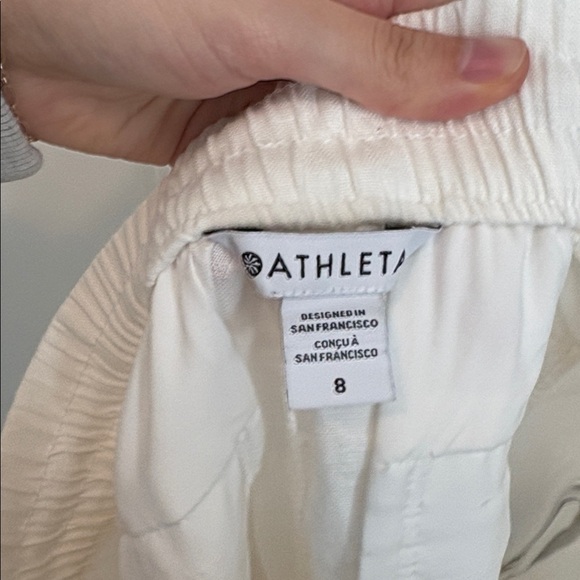 ATHLETA
DESIGNED IN
SAN FRANCISCO
CONÇU À
SAN FRANCISCO
8